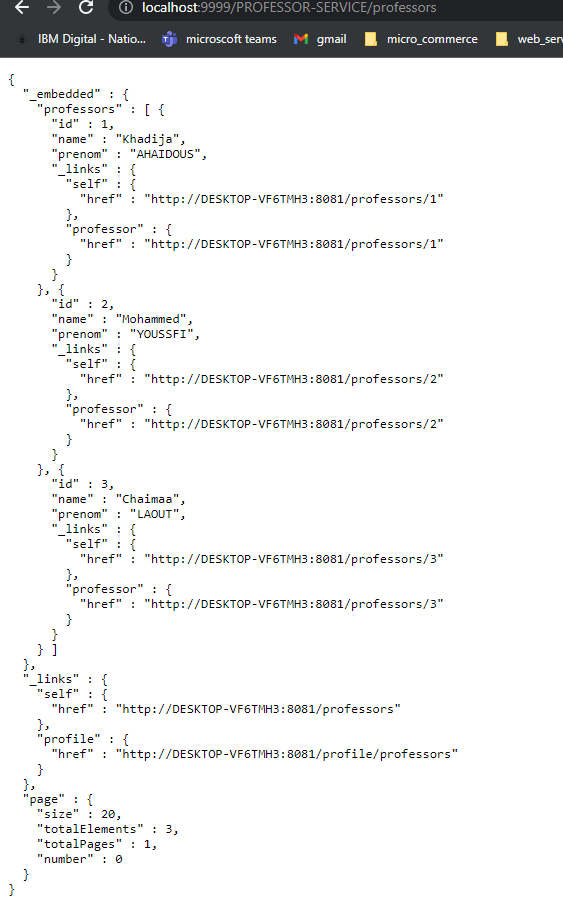 localhost:9999/PROFESSOR-SERVICE/professors
IBM Digital - Natio... microscoft teams gmail micro_commerce web_serv
{
  "_embedded" : {
    "professors" : [ {
      "id" : 1,
      "name" : "Khadija",
      "prenom" : "AHAIDOUS",
      "_links" : {
        "self" : {
          "href" : "http://DESKTOP-VF6TMH3:8081/professors/1"
        },
        "professor" : {
          "href" : "http://DESKTOP-VF6TMH3:8081/professors/1"
        }
      }
    }, {
      "id" : 2,
      "name" : "Mohammed",
      "prenom" : "YOUSSFI",
      "_links" : {
        "self" : {
          "href" : "http://DESKTOP-VF6TMH3:8081/professors/2"
        },
        "professor" : {
          "href" : "http://DESKTOP-VF6TMH3:8081/professors/2"
        }
      }
    }, {
      "id" : 3,
      "name" : "Chaimaa",
      "prenom" : "LAOUT",
      "_links" : {
        "self" : {
          "href" : "http://DESKTOP-VF6TMH3:8081/professors/3"
        },
        "professor" : {
          "href" : "http://DESKTOP-VF6TMH3:8081/professors/3"
        }
      }
    } ]
  },
  "_links" : {
    "self" : {
      "href" : "http://DESKTOP-VF6TMH3:8081/professors"
    },
    "profile" : {
      "href" : "http://DESKTOP-VF6TMH3:8081/profile/professors"
    }
  },
  "page" : {
    "size" : 20,
    "totalElements" : 3,
    "totalPages" : 1,
    "number" : 0
  }
}